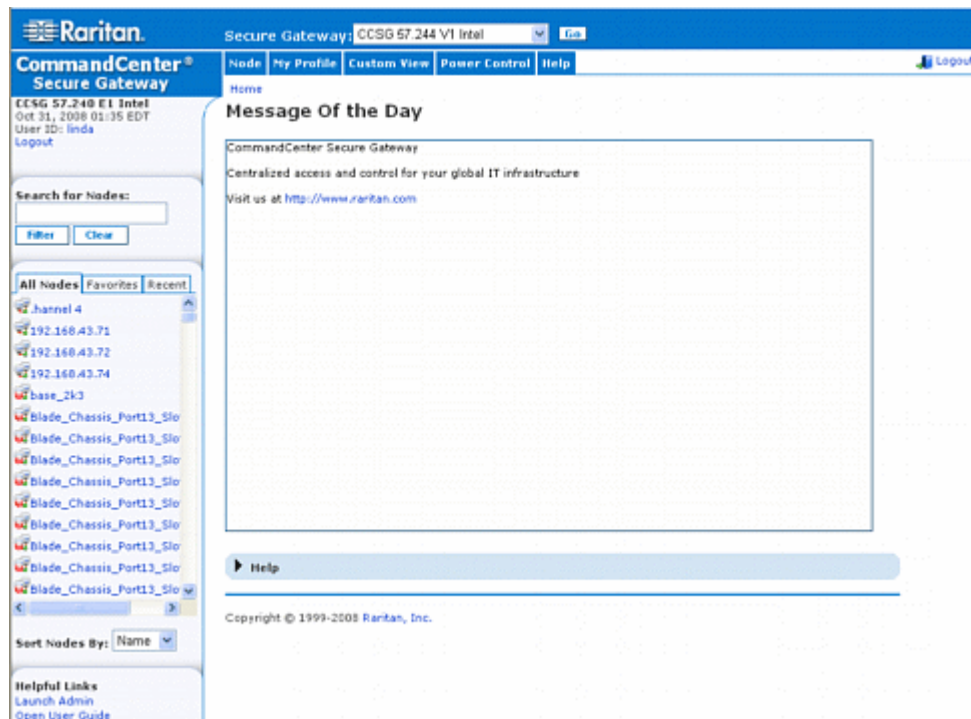 Raritan.
Secure Gateway: CCSG 57.244 V1 Intel Go
CommandCenter®
Secure Gateway
Node My Profile Custom View Power Control Help
Logout
CCSG 57.240 E1 Intel
Oct 31, 2008 01:35 EDT
User ID: linda
Logout
Home
Message Of the Day
CommandCenter Secure Gateway
Centralized access and control for your global IT infrastructure
Visit us at http://www.raritan.com
Search for Nodes:
Filter Clear
All Nodes Favorites Recent
.hannel 4
192.168.43.71
192.168.43.72
192.168.43.74
base_2k3
Blade_Chassis_Port13_Slo
Blade_Chassis_Port13_Slo
Blade_Chassis_Port13_Slo
Blade_Chassis_Port13_Slo
Blade_Chassis_Port13_Slo
Blade_Chassis_Port13_Slo
Blade_Chassis_Port13_Slo
Blade_Chassis_Port13_Slo
Blade_Chassis_Port13_Slo
Sort Nodes By: Name
Help
Copyright © 1999-2008 Raritan, Inc.
Helpful Links
Launch Admin
Open User Guide